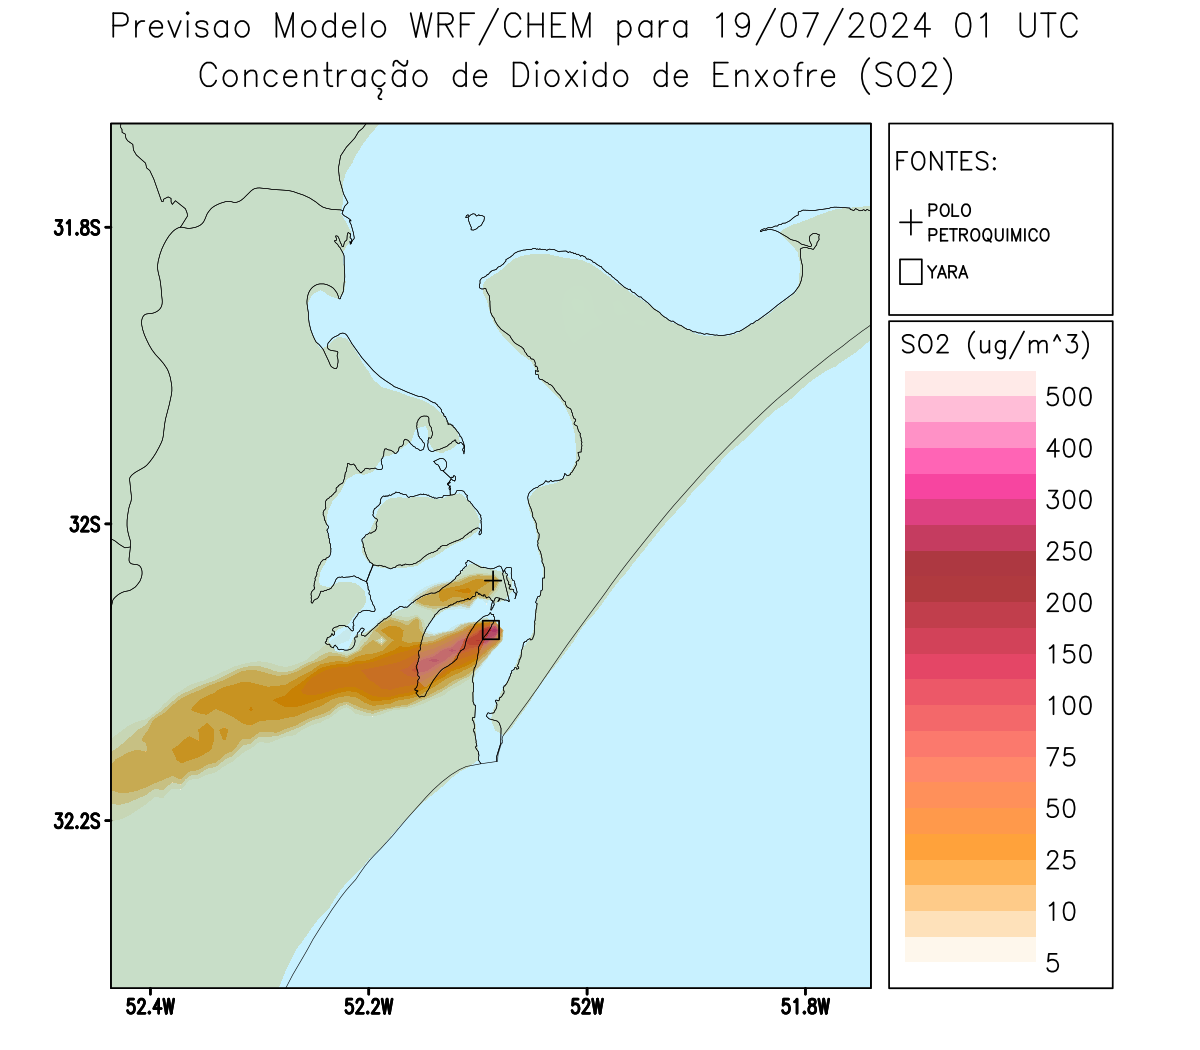 Previsao Modelo WRF/CHEM para 19/07/2024 01 UTC
Concentração de Dioxido de Enxofre (SO2)
FONTES:
POLO
PETROQUIMICO
YARA
31.8S
32S
32.2S
52.4W
52.2W
52W
51.8W
SO2 (ug/m^3)
500
400
300
250
200
150
100
75
50
25
10
5